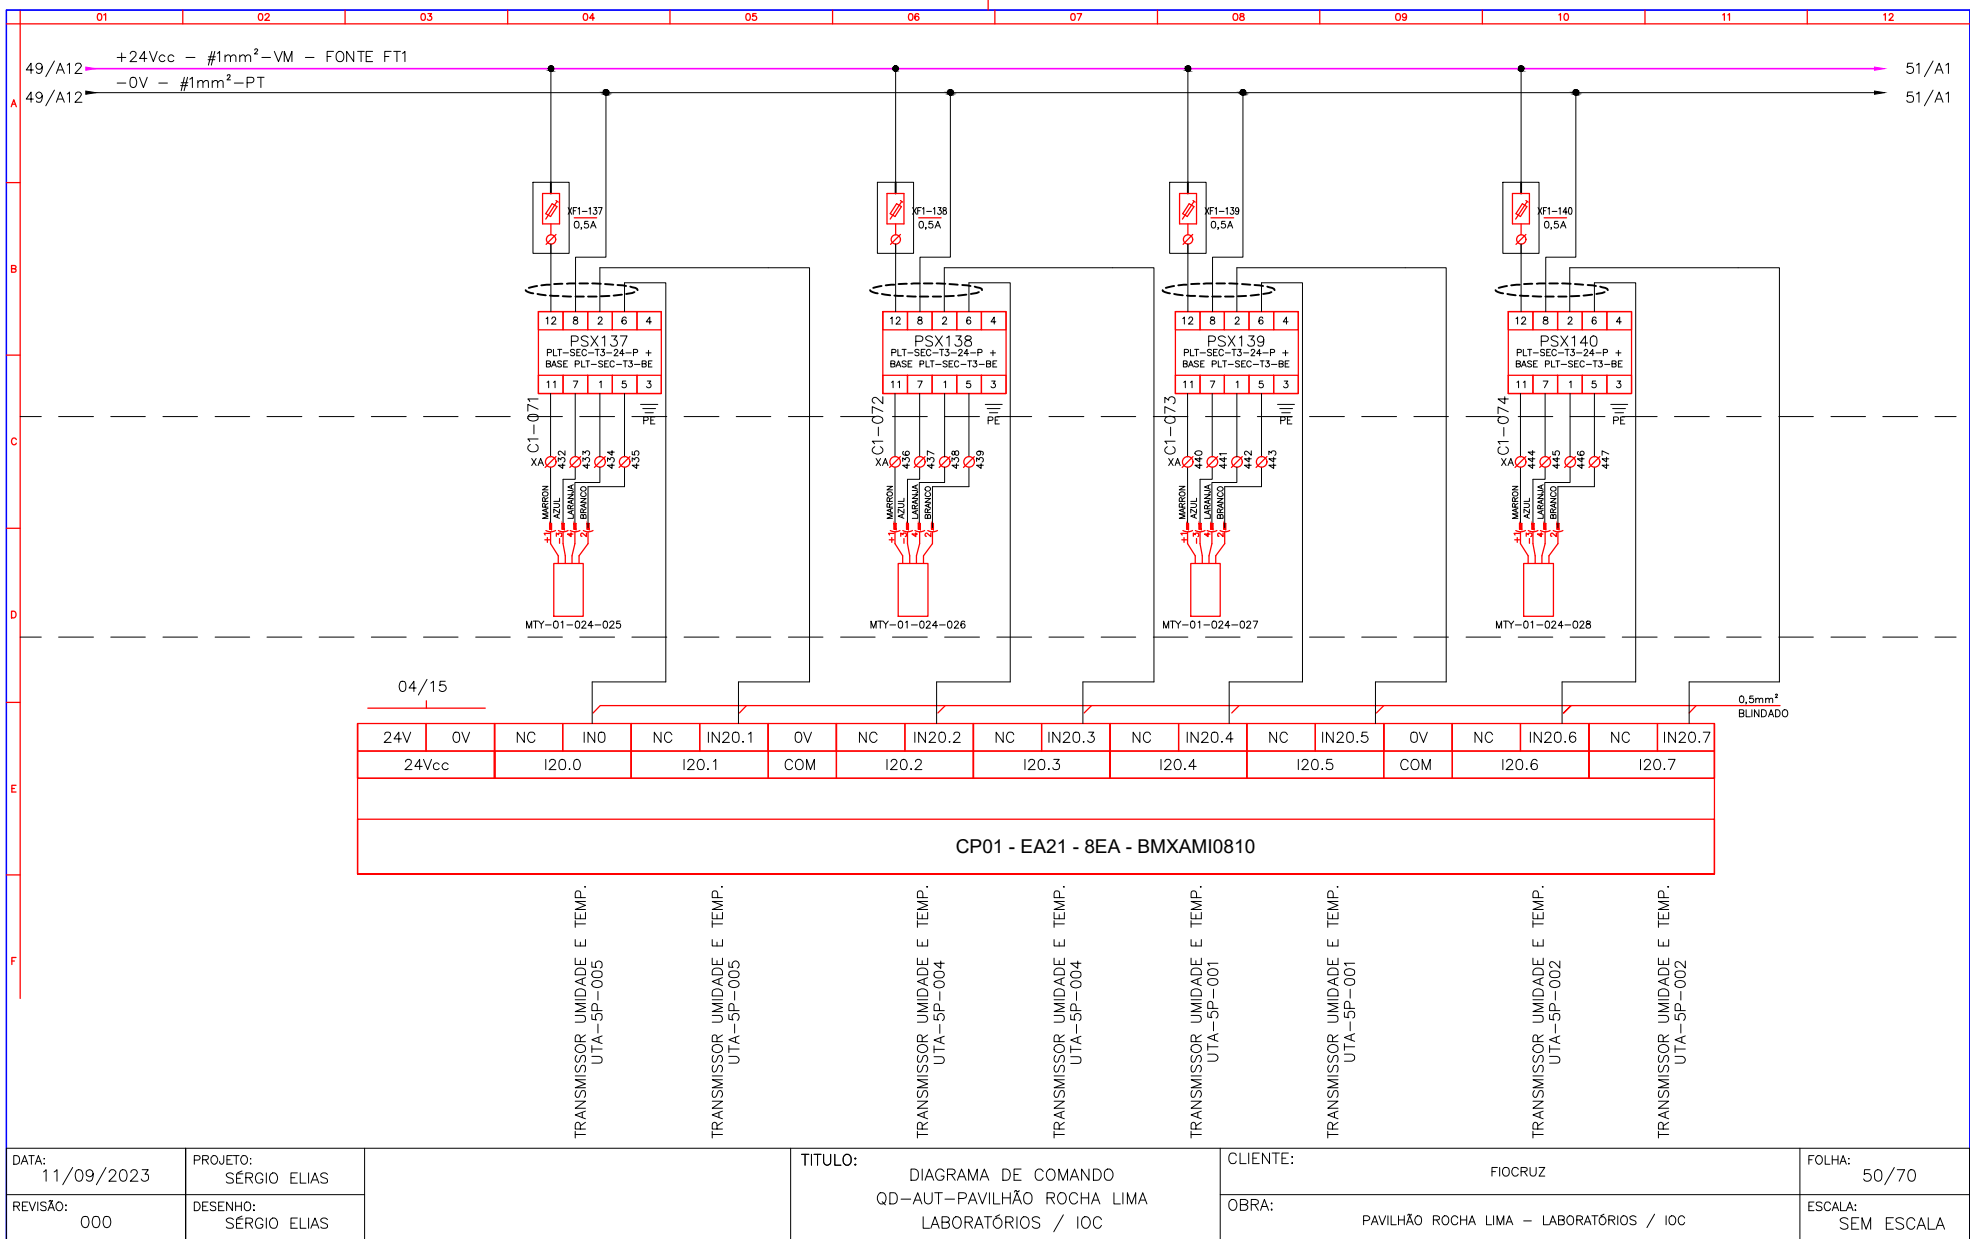 01 02 03 04 05 06 07 08 09 10 11 12
+24Vcc - #1mm²-VM - FONTE FT1
49/A12 51/A1
-0V - #1mm²-PT
49/A12 51/A1
A
B
C
D
E
F
XF1-137 XF1-138 XF1-139 XF1-140
0,5A 0,5A 0,5A 0,5A
12 8 2 6 4 12 8 2 6 4 12 8 2 6 4 12 8 2 6 4
PSX137 PSX138 PSX139 PSX140
PLT-SEC-T3-24-P + PLT-SEC-T3-24-P + PLT-SEC-T3-24-P + PLT-SEC-T3-24-P +
BASE PLT-SEC-T3-BE BASE PLT-SEC-T3-BE BASE PLT-SEC-T3-BE BASE PLT-SEC-T3-BE
11 7 1 5 3 11 7 1 5 3 11 7 1 5 3 11 7 1 5 3
PE PE PE PE
C1-071 C1-072 C1-073 C1-074
XA 432 433 434 435 XA 436 437 438 439 XA 440 441 442 443 XA 444 445 446 447
MARRON AZUL LARANJA BRANCO MARRON AZUL LARANJA BRANCO MARRON AZUL LARANJA BRANCO MARRON AZUL LARANJA BRANCO
+1 -3 4 2 +1 -3 4 2 +1 -3 4 2 +1 -3 4 2
MTY-01-024-025 MTY-01-024-026 MTY-01-024-027 MTY-01-024-028
04/15
0,5mm²
BLINDADO
24V 0V NC IN0 NC IN20.1 0V NC IN20.2 NC IN20.3 NC IN20.4 NC IN20.5 0V NC IN20.6 NC IN20.7
24Vcc I20.0 I20.1 COM I20.2 I20.3 I20.4 I20.5 COM I20.6 I20.7
CP01 - EA21 - 8EA - BMXAMI0810
TRANSMISSOR UMIDADE E TEMP.
UTA-5P-005
TRANSMISSOR UMIDADE E TEMP.
UTA-5P-005
TRANSMISSOR UMIDADE E TEMP.
UTA-5P-004
TRANSMISSOR UMIDADE E TEMP.
UTA-5P-004
TRANSMISSOR UMIDADE E TEMP.
UTA-5P-001
TRANSMISSOR UMIDADE E TEMP.
UTA-5P-001
TRANSMISSOR UMIDADE E TEMP.
UTA-5P-002
TRANSMISSOR UMIDADE E TEMP.
UTA-5P-002
DATA:
11/09/2023
REVISÃO:
000
PROJETO:
SÉRGIO ELIAS
DESENHO:
SÉRGIO ELIAS
TITULO:
DIAGRAMA DE COMANDO
QD-AUT-PAVILHÃO ROCHA LIMA
LABORATÓRIOS / IOC
CLIENTE:
FIOCRUZ
OBRA:
PAVILHÃO ROCHA LIMA - LABORATÓRIOS / IOC
FOLHA:
50/70
ESCALA:
SEM ESCALA